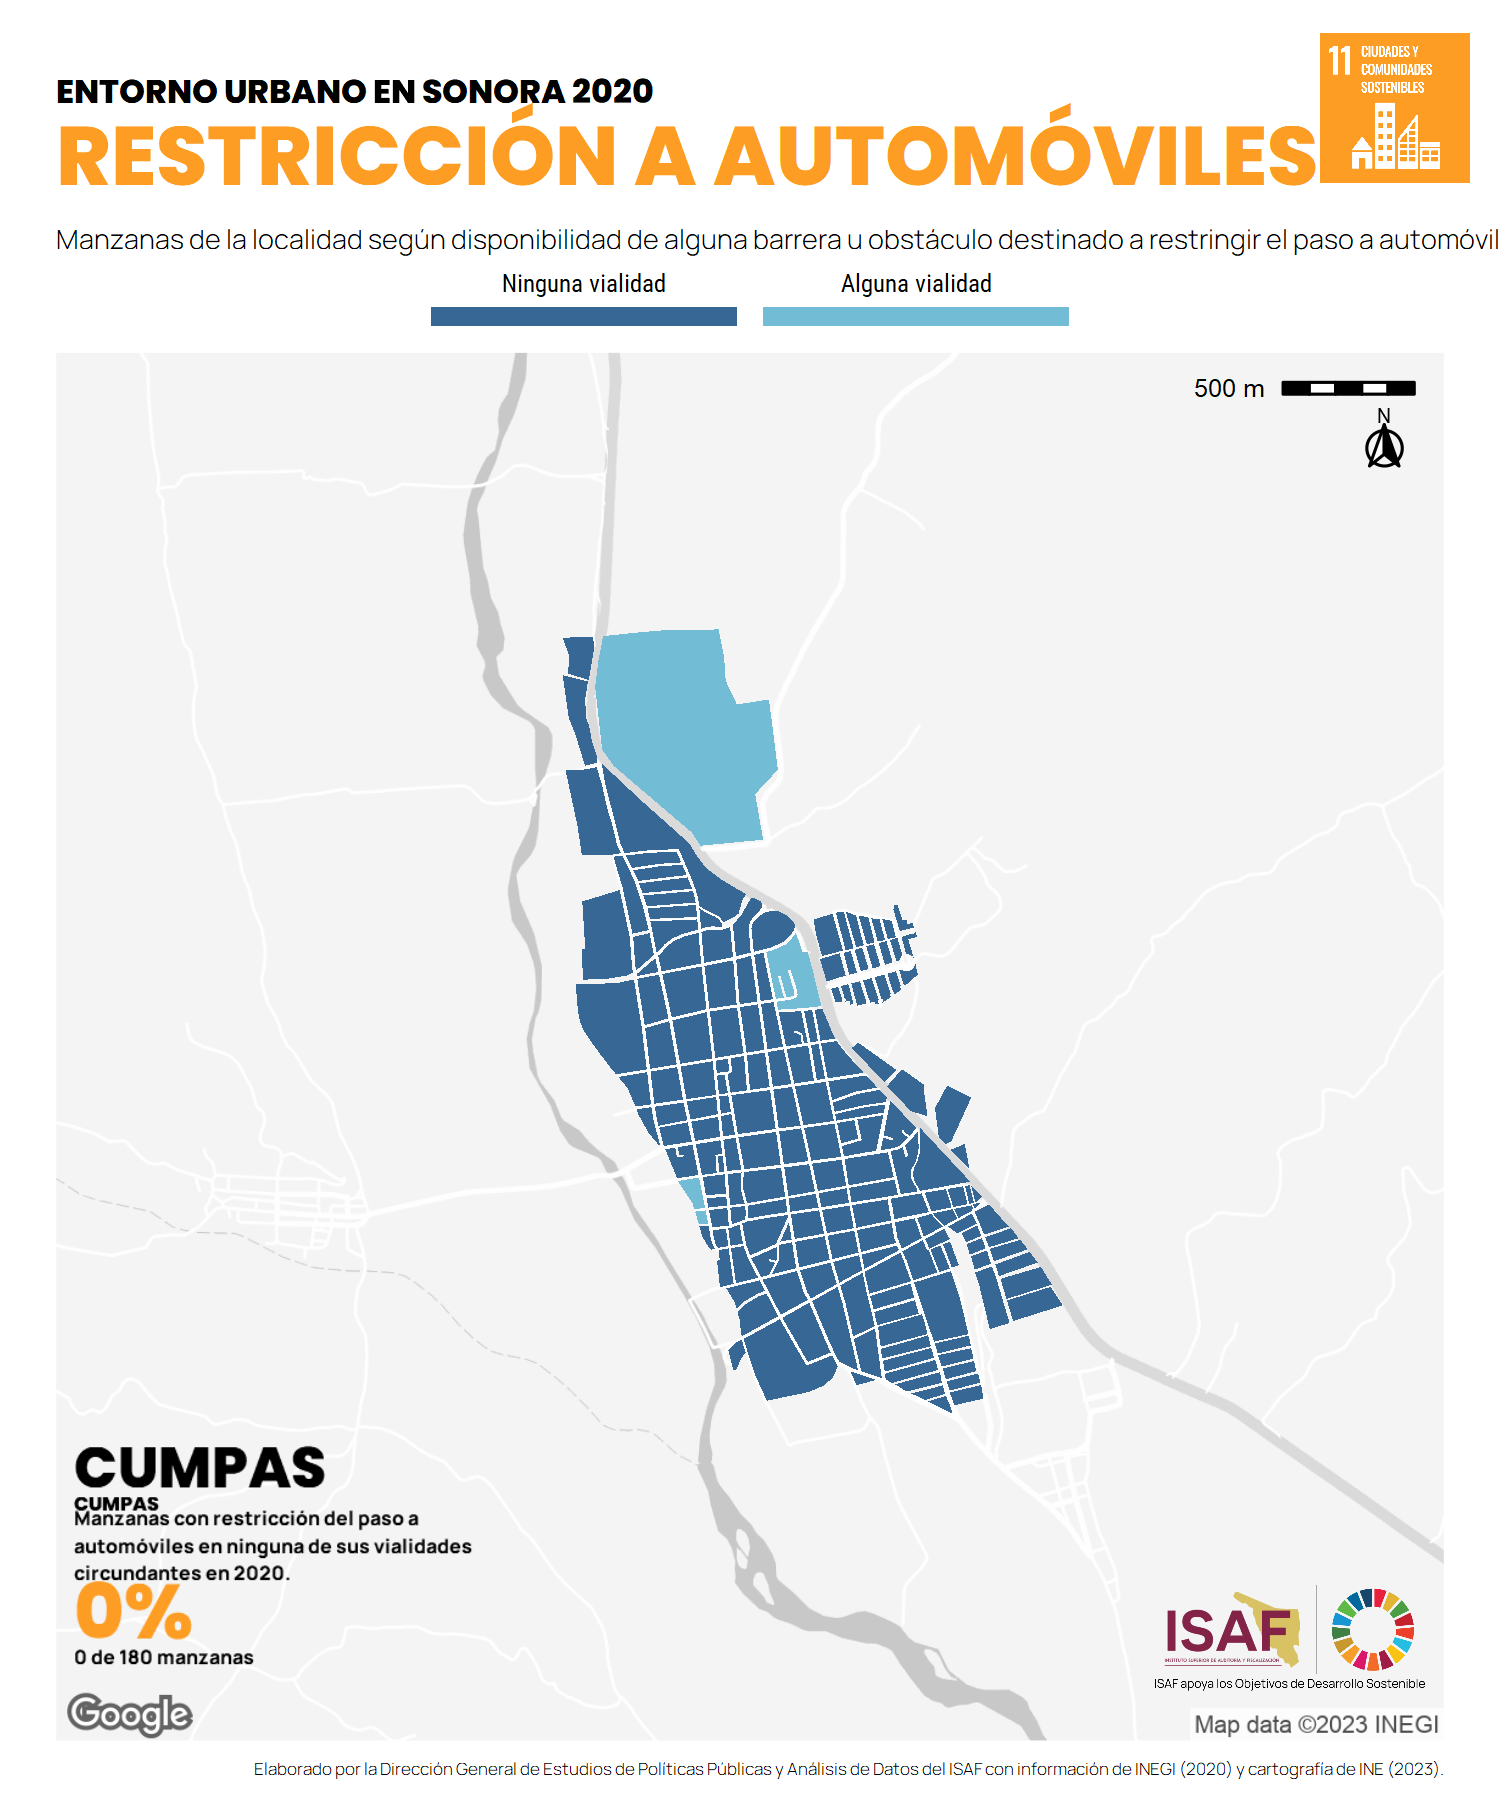 ENTORNO URBANO EN SONORA 2020
RESTRICCIÓN A AUTOMÓVILES
11 CIUDADES Y
COMUNIDADES
SOSTENIBLES
Manzanas de la localidad según disponibilidad de alguna barrera u obstáculo destinado a restringir el paso a automóvil
Ninguna vialidad
Alguna vialidad
500 m
N
CUMPAS
CUMPAS
Manzanas con restricción del paso a
automóviles en ninguna de sus vialidades
circundantes en 2020.
0%
0 de 180 manzanas
Google
ISAF
INSTITUTO SUPERIOR DE AUDITORÍA Y FISCALIZACIÓN
ISAF apoya los Objetivos de Desarrollo Sostenible
Map data ©2023 INEGI
Elaborado por la Dirección General de Estudios de Políticas Públicas y Análisis de Datos del ISAF con información de INEGI (2020) y cartografía de INE (2023).